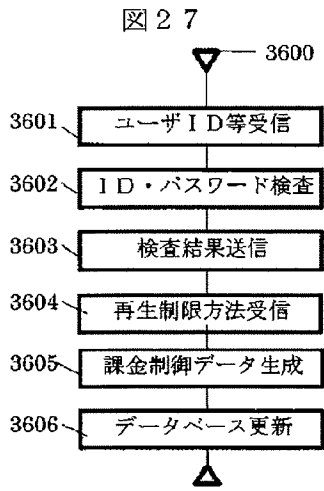 図２７
3600
3601 ユーザＩＤ等受信
3602 ＩＤ・パスワード検査
3603 検査結果送信
3604 再生制限方法受信
3605 課金制御データ生成
3606 データベース更新